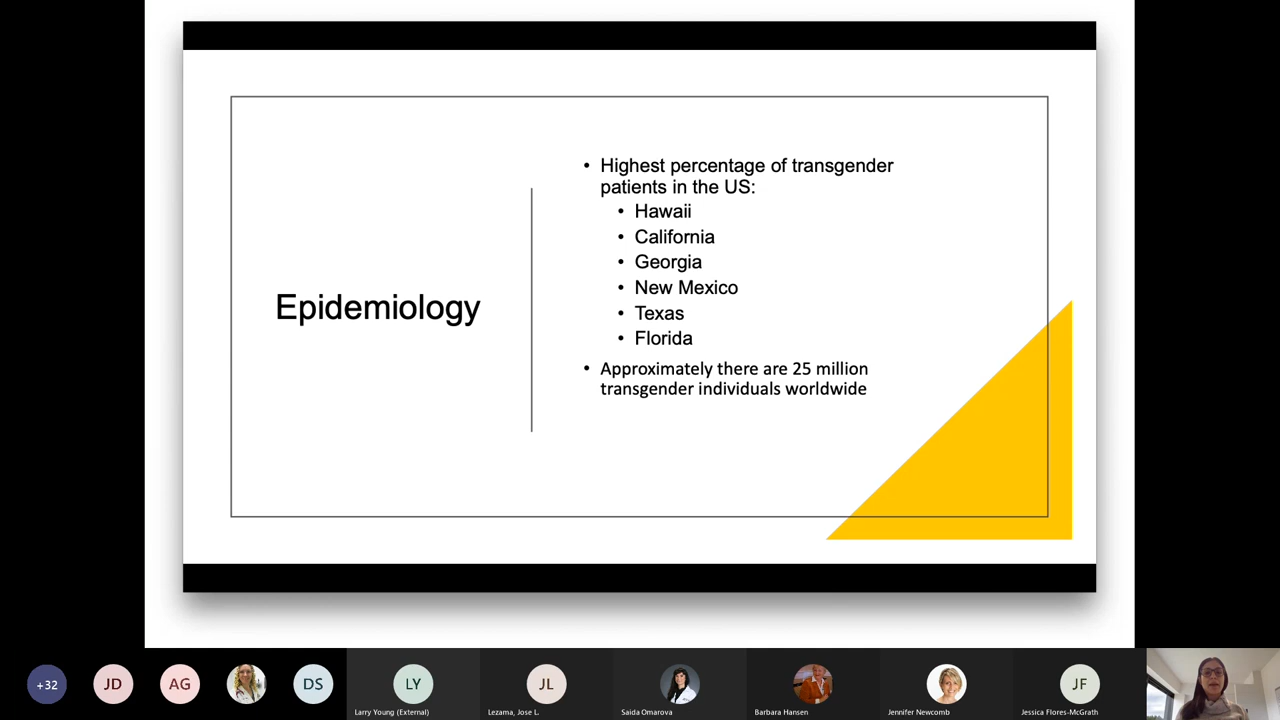 Epidemiology
• Highest percentage of transgender
patients in the US:
• Hawaii
• California
• Georgia
• New Mexico
• Texas
• Florida
• Approximately there are 25 million
transgender individuals worldwide
+32
JD
AG
DS
LY
JL
JF
Larry Young (External)
Lezama, Jose L.
Saida Omarova
Barbara Hansen
Jennifer Newcomb
Jessica Flores-McGrath